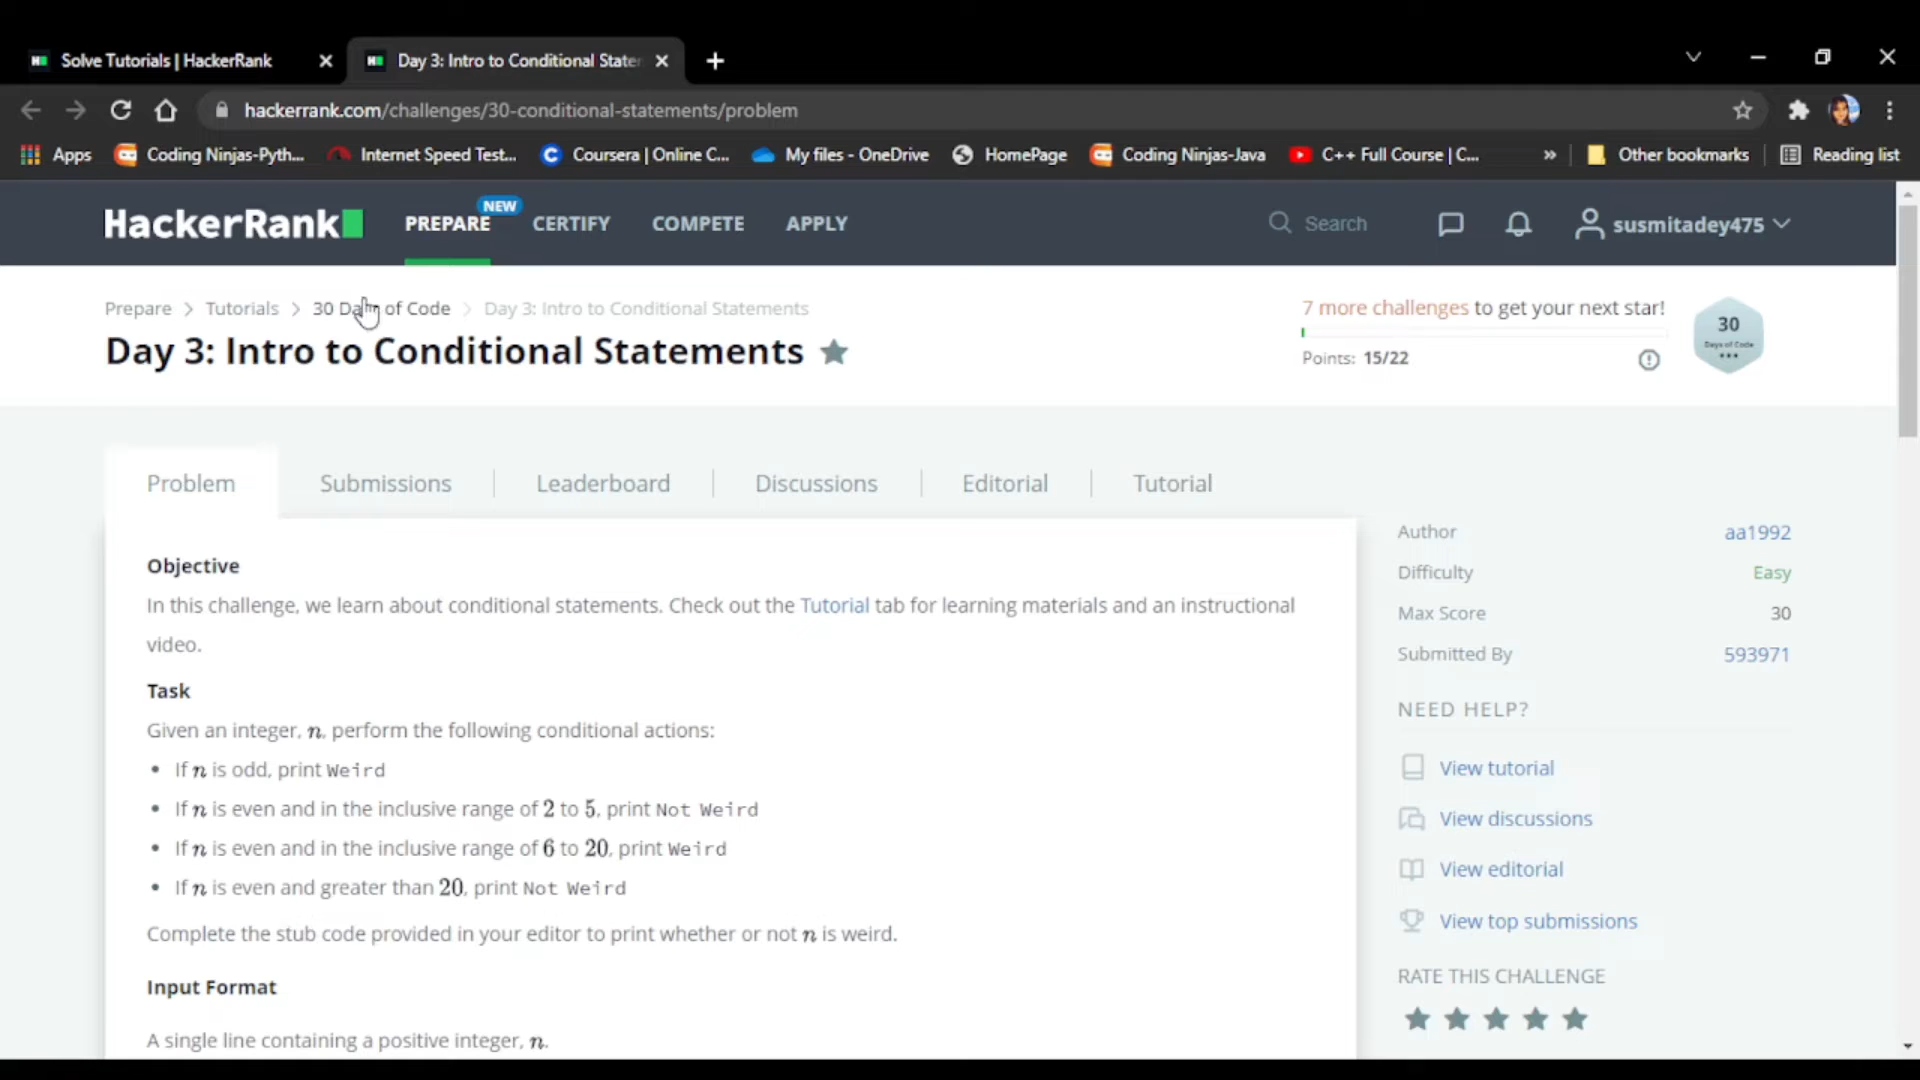 Solve Tutorials | HackerRank
Day 3: Intro to Conditional State
hackerrank.com/challenges/30-conditional-statements/problem
Apps
Coding Ninjas-Pyth...
Internet Speed Test...
Coursera | Online C...
My files - OneDrive
HomePage
Coding Ninjas-Java
C++ Full Course | C...
»
Other bookmarks
Reading list
HackerRank
PREPARE
NEW
CERTIFY
COMPETE
APPLY
Search
susmitadey475
Prepare > Tutorials > 30 Days of Code > Day 3: Intro to Conditional Statements
Day 3: Intro to Conditional Statements
7 more challenges to get your next star!
Points: 15/22
30
Days of Code
Problem
Submissions
Leaderboard
Discussions
Editorial
Tutorial
Objective
In this challenge, we learn about conditional statements. Check out the Tutorial tab for learning materials and an instructional
video.
Task
Given an integer, n, perform the following conditional actions:
• If n is odd, print Weird
• If n is even and in the inclusive range of 2 to 5, print Not Weird
• If n is even and in the inclusive range of 6 to 20, print Weird
• If n is even and greater than 20, print Not Weird
Complete the stub code provided in your editor to print whether or not n is weird.
Input Format
A single line containing a positive integer, n.
Author aa1992
Difficulty Easy
Max Score 30
Submitted By 593971
NEED HELP?
View tutorial
View discussions
View editorial
View top submissions
RATE THIS CHALLENGE